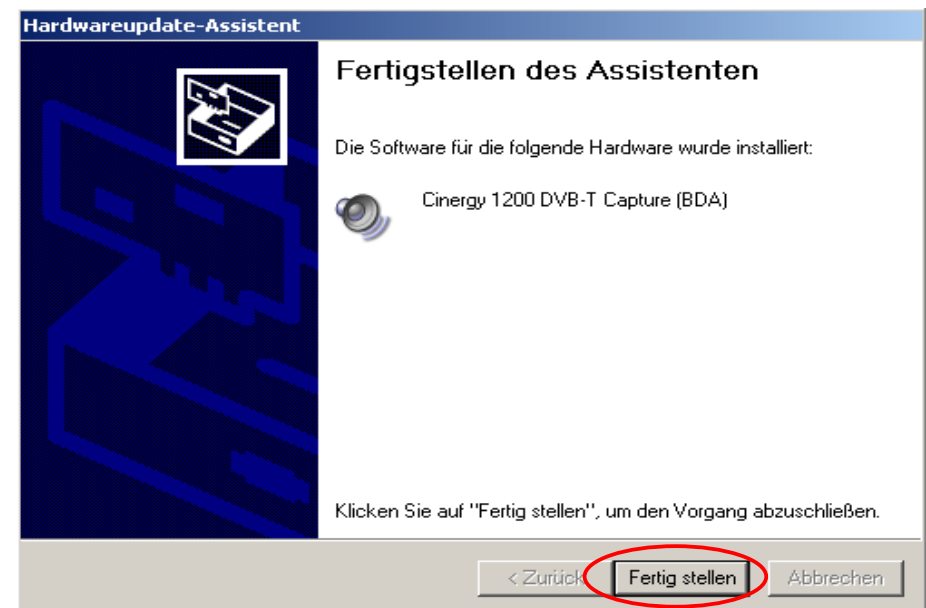 Hardwareupdate-Assistent
Fertigstellen des Assistenten
Die Software für die folgende Hardware wurde installiert:
Cinergy 1200 DVB-T Capture (BDA)
Klicken Sie auf "Fertig stellen", um den Vorgang abzuschließen.
< Zurück Fertig stellen Abbrechen